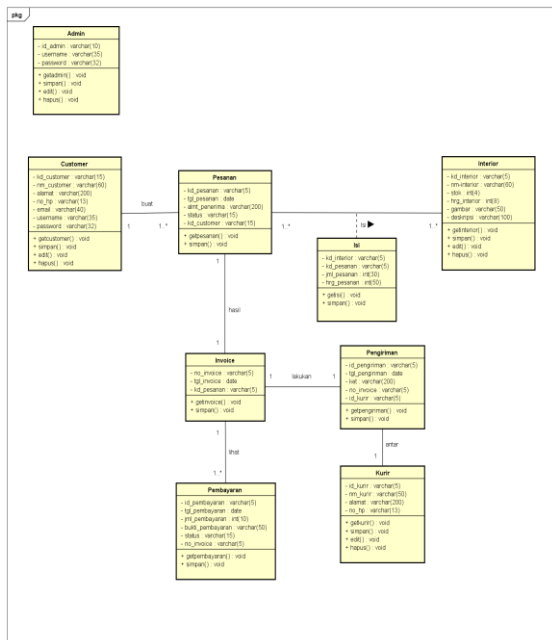 pkg
Admin
- id_admin : varchar(10)
- username : varchar(35)
- password : varchar(32)
+ getadmin() : void
+ simpan() : void
+ edit() : void
+ hapus() : void
Customer
- kd_customer : varchar(15)
- nm_customer : varchar(60)
- alamat : varchar(200)
- no_hp : varchar(13)
- email : varchar(40)
- username : varchar(35)
- password : varchar(32)
+ getcustomer() : void
+ simpan() : void
+ edit() : void
+ hapus() : void
buat
1
1..*
Pesanan
- kd_pesanan : varchar(5)
- tgl_pesanan : date
- almt_penerima : varchar(200)
- status : varchar(15)
- kd_customer : varchar(15)
+ getpesanan() : void
+ simpan() : void
1..*
Isi
1..*
Interior
- kd_interior : varchar(5)
- nm-interior : varchar(60)
- stok : int(4)
- hrg_interior : int(8)
- gambar : varchar(50)
- deskripsi : varchar(100)
+ getinterior() : void
+ simpan() : void
+ edit() : void
+ hapus() : void
Isi
- kd_interior : varchar(5)
- kd_pesanan : varchar(5)
- jml_pesanan : int(30)
- hrg_pesanan : int(50)
+ getisi() : void
+ simpan() : void
1
hasil
1
Invoice
- no_invoice : varchar(5)
- tgl_invoice : date
- kd_pesanan : varchar(5)
+ getinvoice() : void
+ simpan() : void
1
lakukan
1
Pengiriman
- id_pengiriman : varchar(5)
- tgl_pengiriman : date
- ket : varchar(200)
- no_invoice : varchar(5)
- id_kurir : varchar(5)
+ getpengiriman() : void
+ simpan() : void
1
lihat
1..*
1
antar
1
Pembayaran
- id_pembayaran : varchar(5)
- tgl_pembayaran : date
- jml_pembayaran : int(10)
- bukti_pembayaran : varchar(50)
- status : varchar(15)
- no_invoice : varchar(5)
+ getpembayaran() : void
+ simpan() : void
Kurir
- id_kurir : varchar(5)
- nm_kurir : varchar(50)
- alamat : varchar(200)
- no_hp : varchar(13)
+ getkurir() : void
+ simpan() : void
+ edit() : void
+ hapus() : void